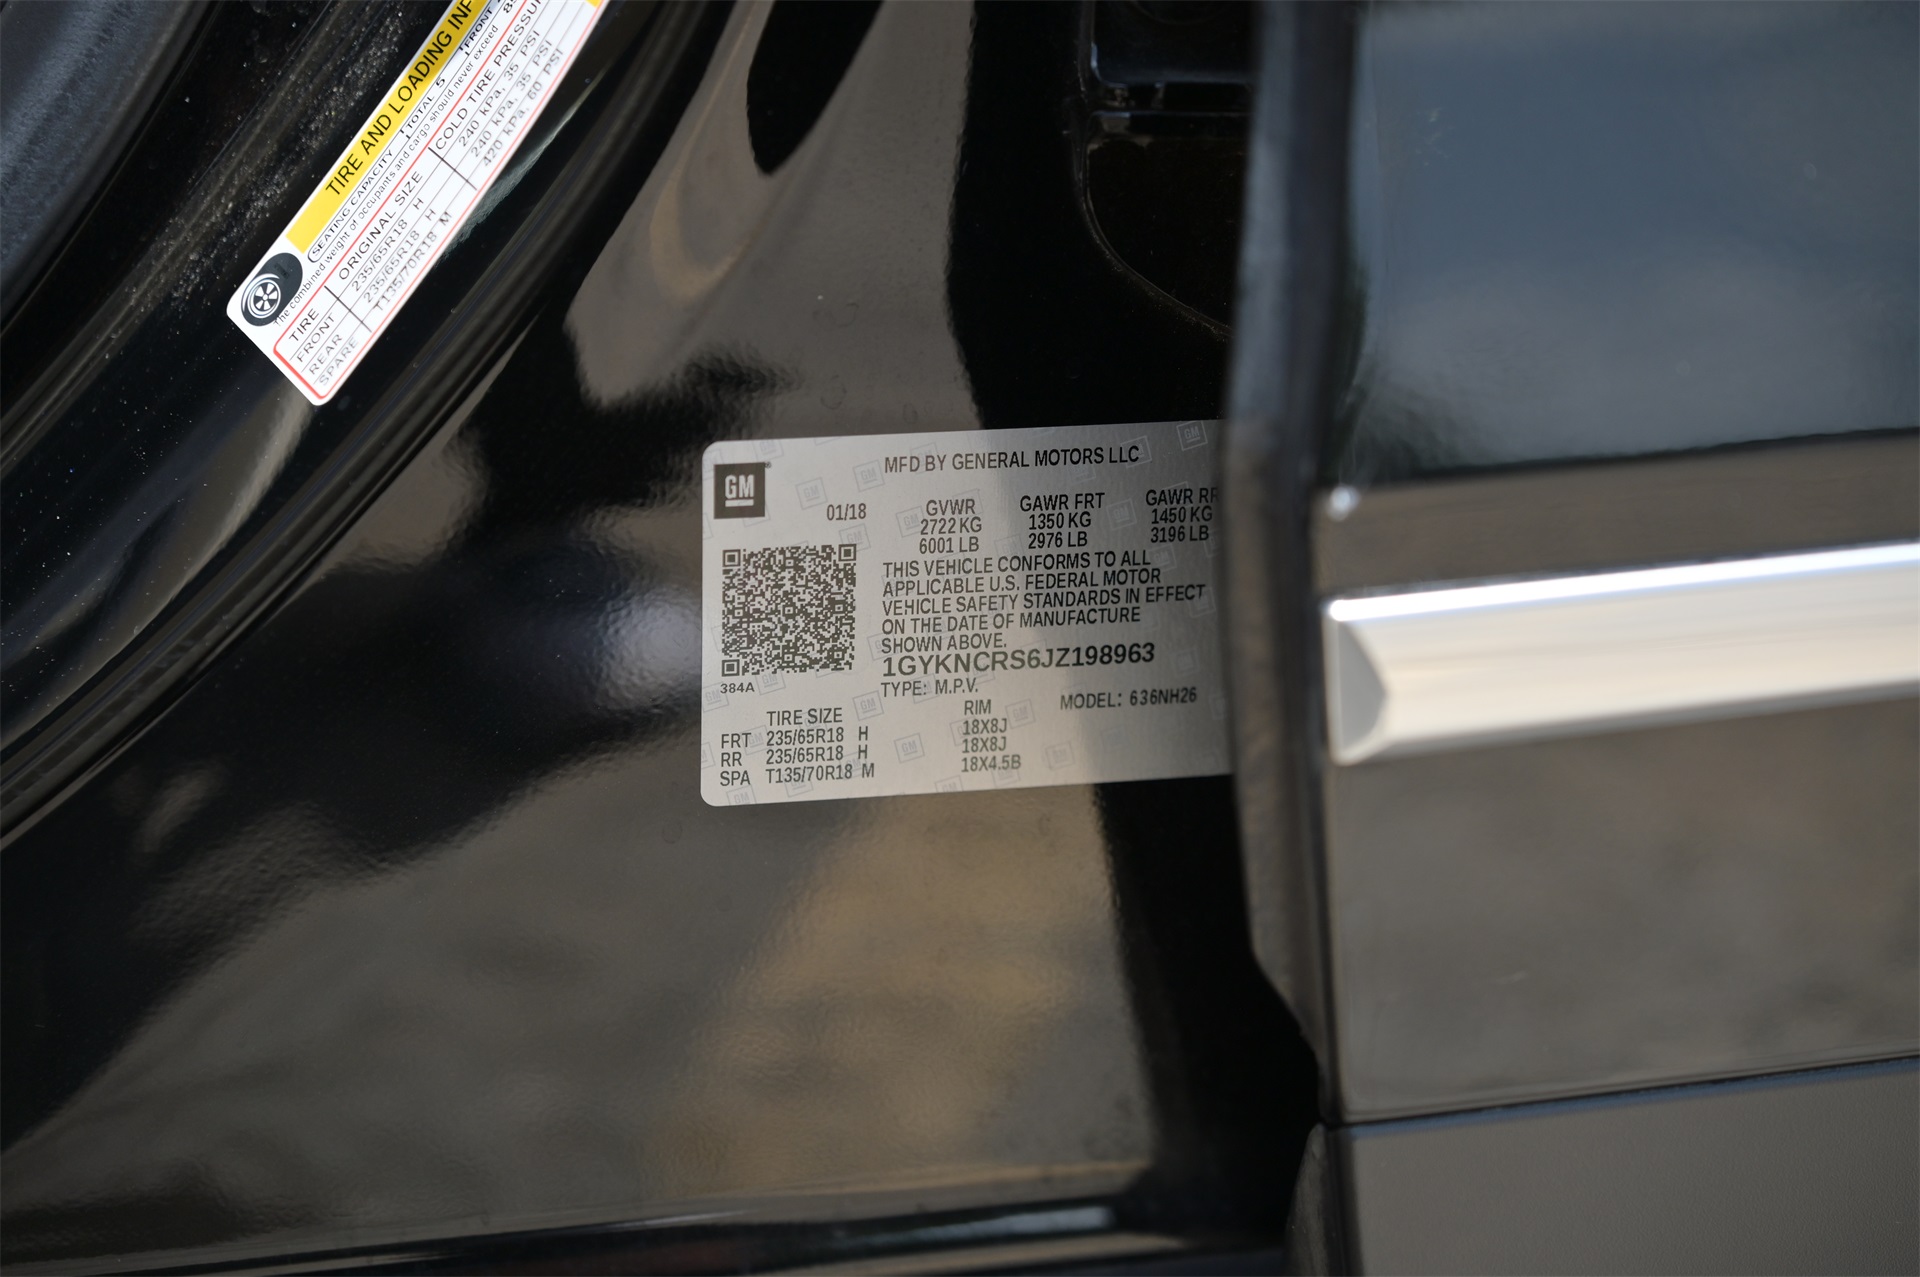 TIRE AND LOADING INF
SEATING CAPACITY TOTAL 5 FRONT
The combined weight of occupants and cargo should never exceed
TIRE ORIGINAL SIZE COLD TIRE PRESSU
FRONT 235/65R18 H 240 kPa, 35 PSI
REAR 235/65R18 H 240 kPa, 35 PSI
SPARE T135/70R18 M 420 kPa, 60 PSI
GM
MFD BY GENERAL MOTORS LLC
01/18 GVWR GAWR FRT GAWR RR
2722 KG 1350 KG 1450 KG
6001 LB 2976 LB 3196 LB
THIS VEHICLE CONFORMS TO ALL
APPLICABLE U.S. FEDERAL MOTOR
VEHICLE SAFETY STANDARDS IN EFFECT
ON THE DATE OF MANUFACTURE
SHOWN ABOVE.
1GYKNCRS6JZ198963
384A TYPE: M.P.V.
MODEL: 636NH26
TIRE SIZE RIM
FRT 235/65R18 H 18X8J
RR 235/65R18 H 18X8J
SPA T135/70R18 M 18X4.5B